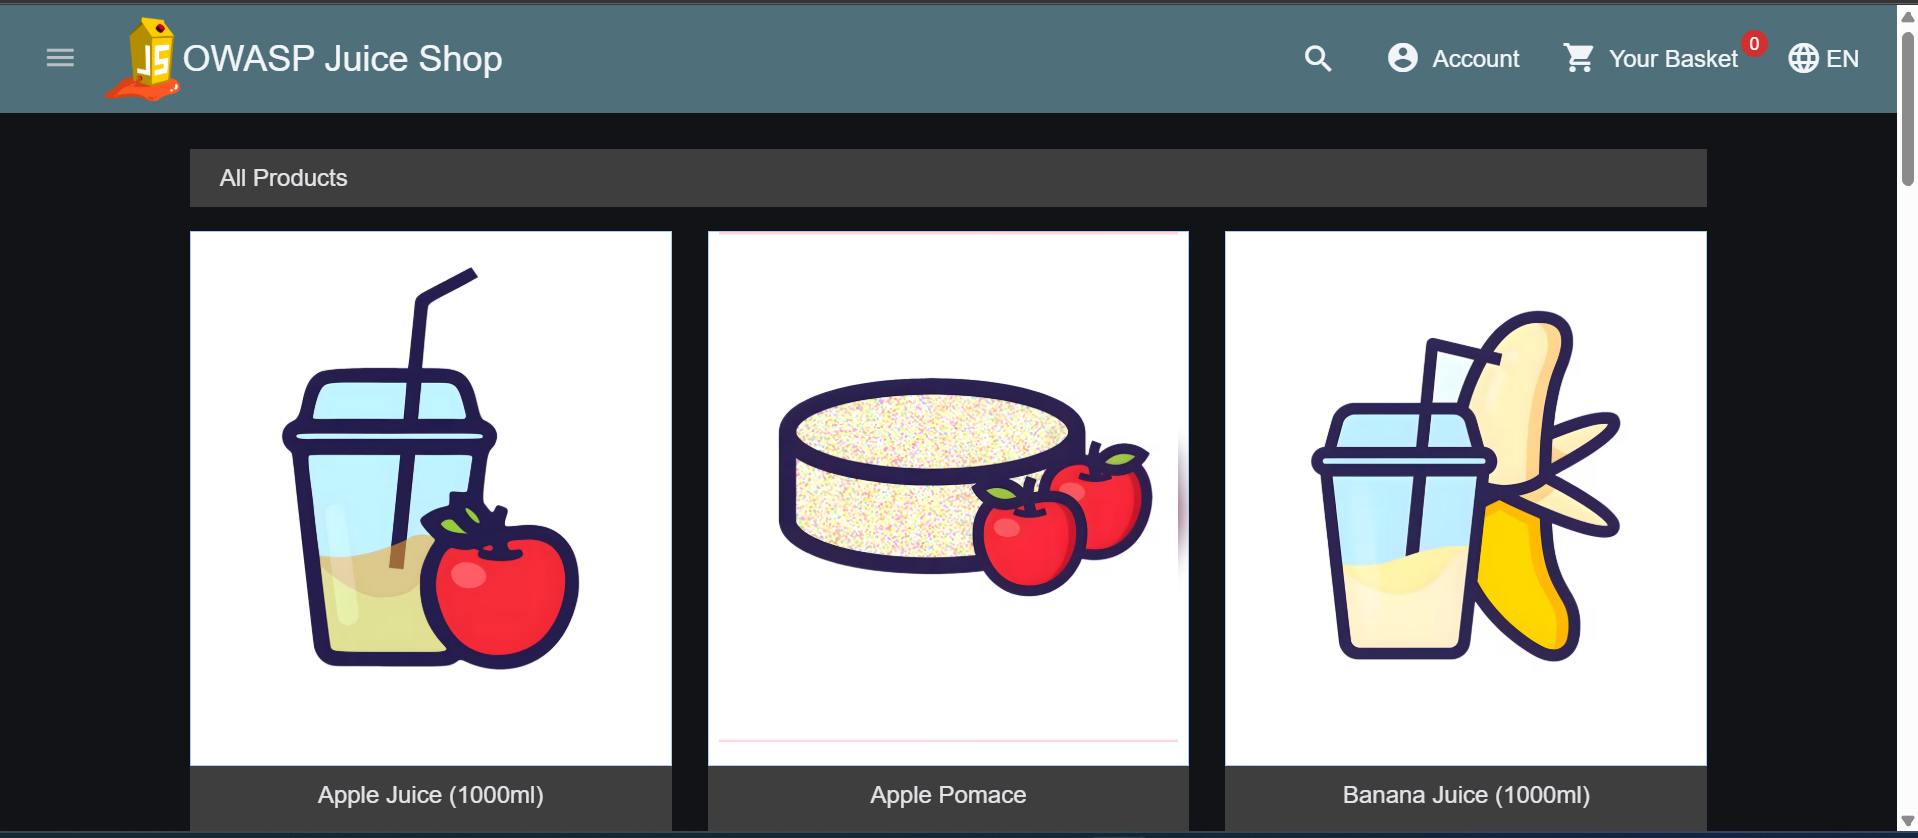 JS
OWASP Juice Shop
Account
Your Basket
0
EN
All Products
Apple Juice (1000ml)
Apple Pomace
Banana Juice (1000ml)